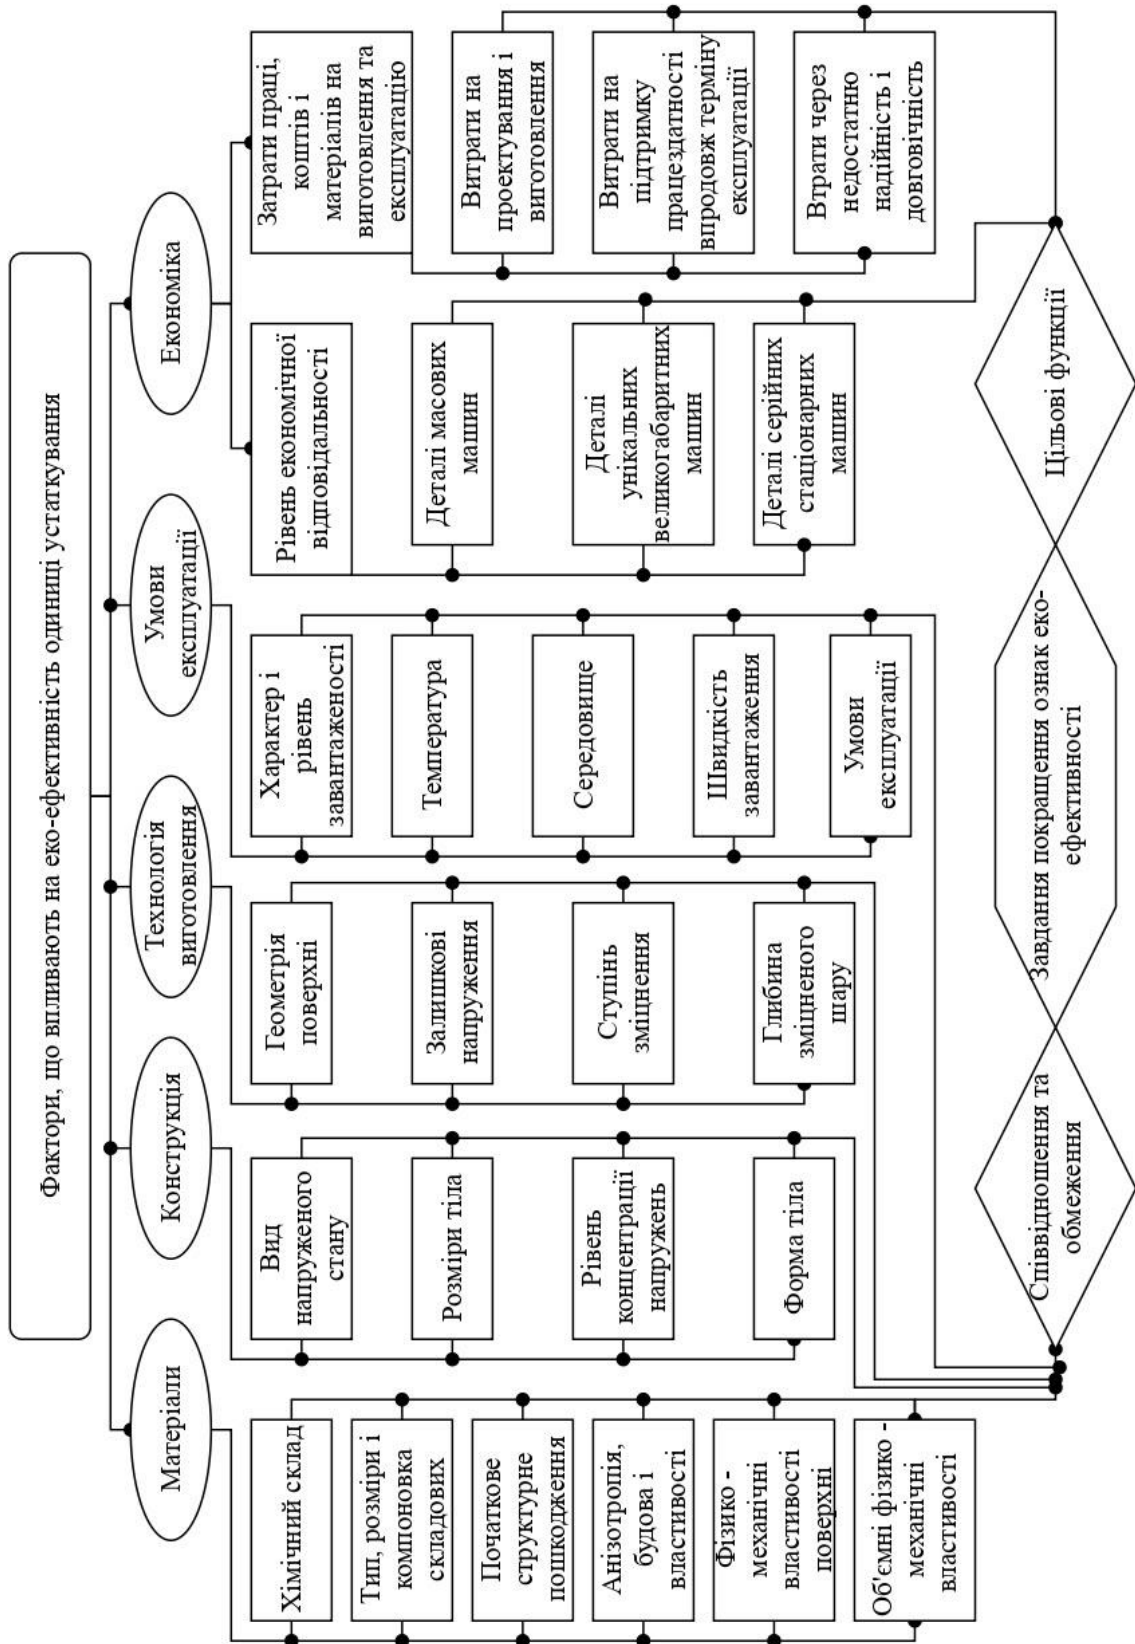 Фактори, що впливають на еко-ефективність одиниці устаткування
Матеріали
Конструкція
Технологія
виготовлення
Умови
експлуатації
Економіка
Хімічний склад
Тип, розміри і
компоновка
складових
Початкове
структурне
пошкодження
Анізотропія,
будова і
властивості
Фізико -
механічні
властивості
поверхні
Об'ємні фізико -
механічні
властивості
Вид
напруженого
стану
Розміри тіла
Рівень
концентрації
напружень
Форма тіла
Геометрія
поверхні
Залишкові
напруження
Ступінь
зміцнення
Глибина
зміцненого
шару
Характер і
рівень
завантаженості
Температура
Середовище
Швидкість
завантаження
Умови
експлуатації
Рівень економічної
відповідальності
Деталі масових
машин
Деталі
унікальних
великогабаритних
машин
Деталі серійних
стаціонарних
машин
Затрати праці,
коштів і
матеріалів на
виготовлення та
експлуатацію
Витрати на
проектування і
виготовлення
Витрати на
підтримку
працездатності
впродовж терміну
експлуатації
Втрати через
недостатню
надійність і
довговічність
Співвідношення та
обмеження
Завдання покращення ознак еко-
ефективності
Цільові функції